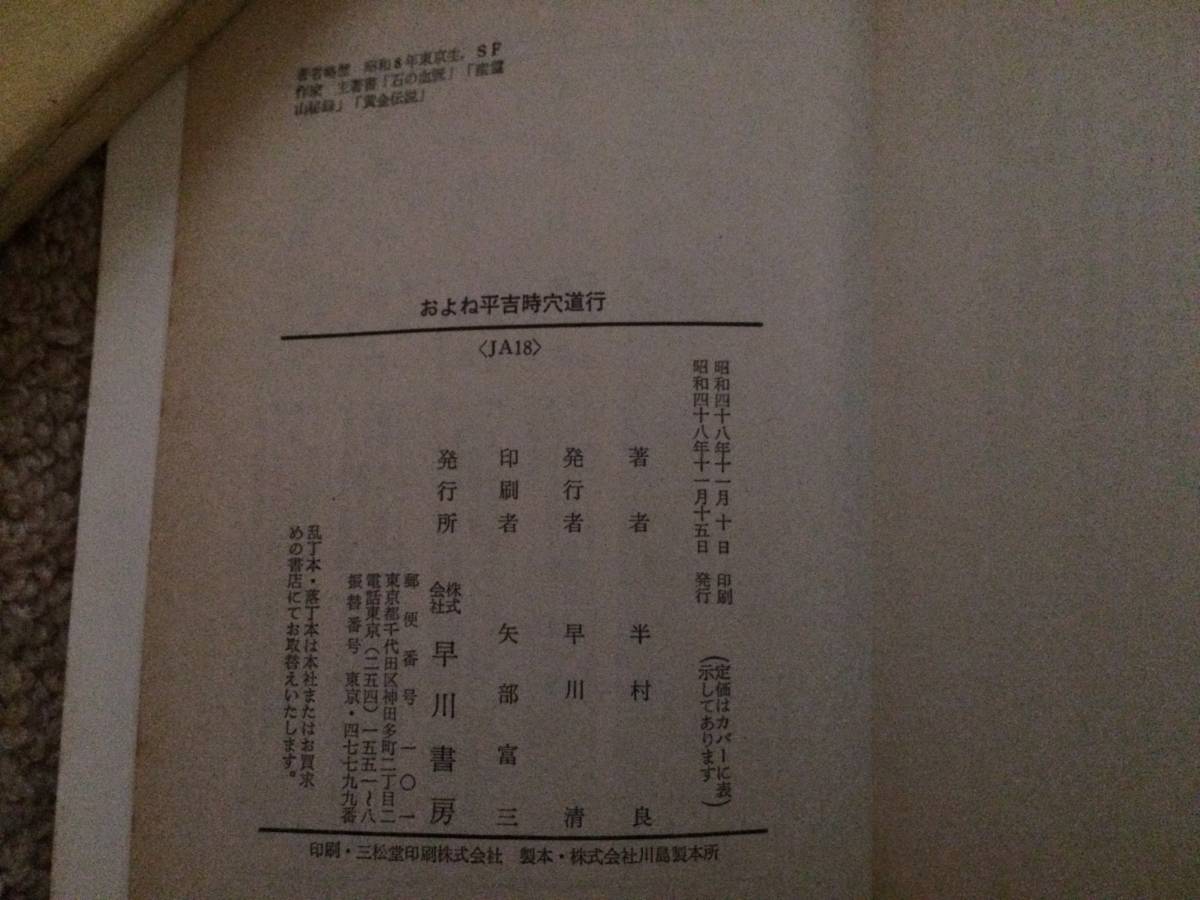 著者略歴　昭和８年東京生，ＳＦ
作家　主著書「石の血脈」「産霊
山秘録」「黄金伝説」
およね平吉時穴道行
〈JA18〉
昭和四十八年十一月　十　日　印刷
昭和四十八年十一月十五日　発行
（定価はカバーに表
示してあります）
著者　半村　良
発行者　早川　清
印刷者　矢部富三
発行所　株式会社　早川書房
郵便番号　一〇一
東京都千代田区神田多町二丁目二
電話東京（二五四）一五五一～八
振替番号　東京・四七七九九番
乱丁本・落丁本は本社またはお買求
めの書店にてお取替えいたします。
印刷・三松堂印刷株式会社　製本・株式会社川島製本所